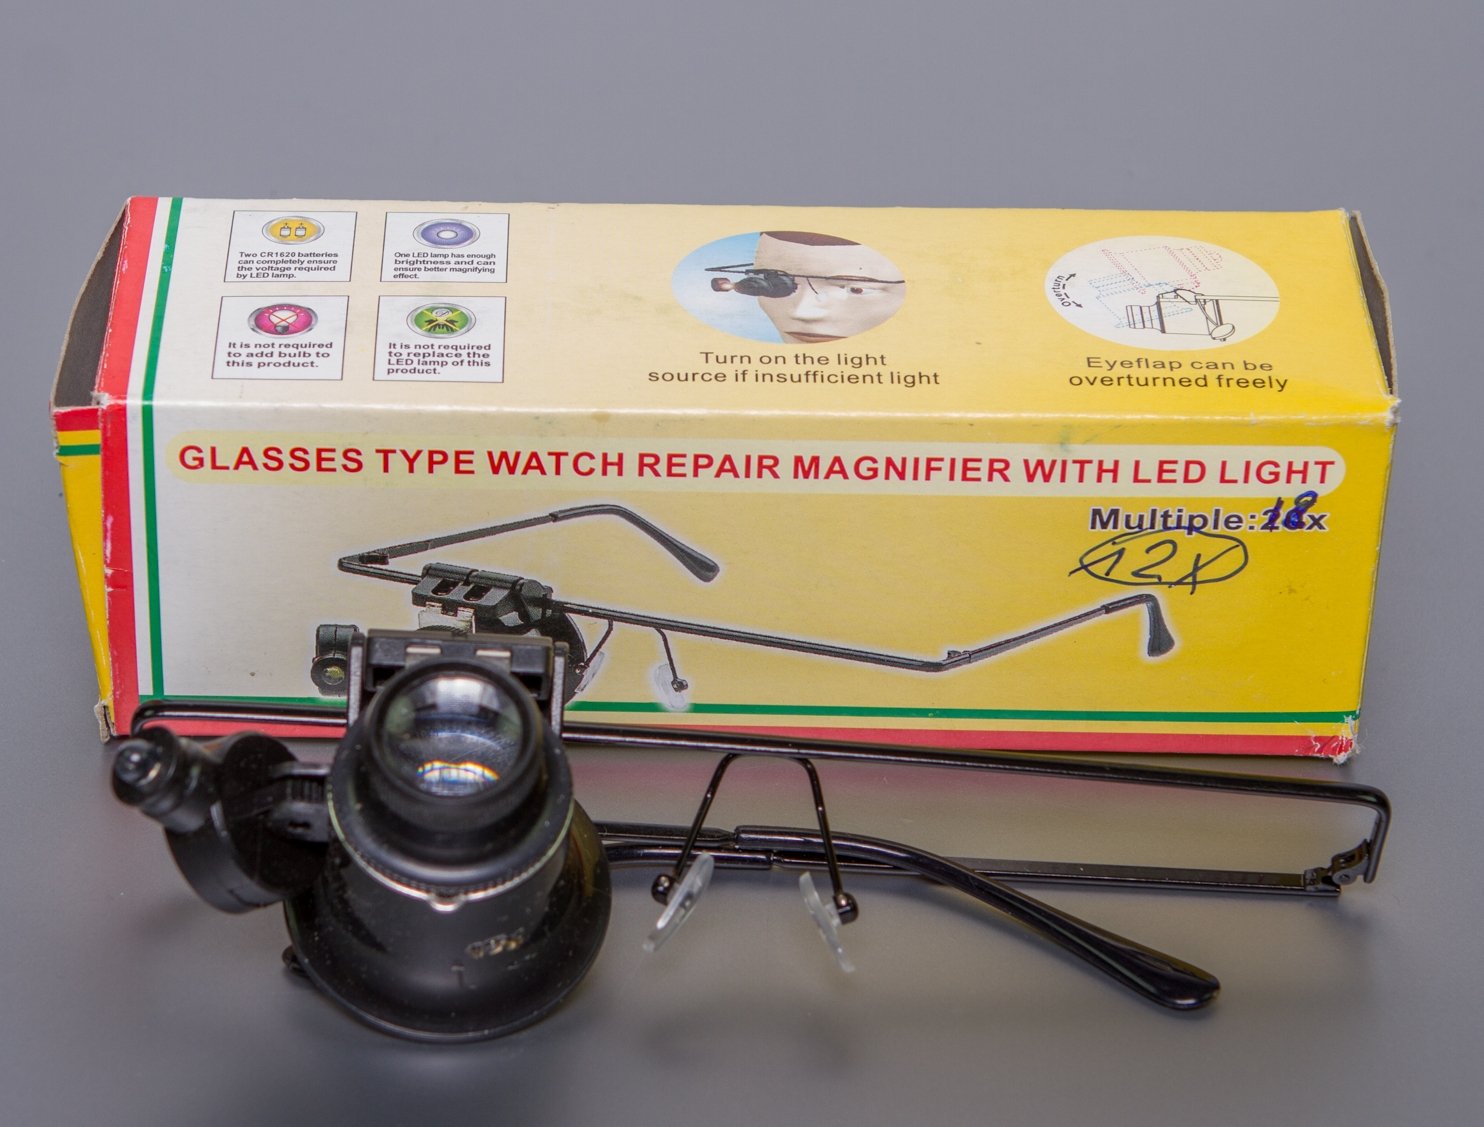 Two CR1620 batteries
can completely ensure
the voltage required
by LED lamp.
One LED lamp has enough
brightness and can
ensure better magnifying
effect.
It is not required
to add bulb to
this product.
It is not required
to replace the
LED lamp of this
product.
Turn on the light
source if insufficient light
overturn
Eyeflap can be
overturned freely
GLASSES TYPE WATCH REPAIR MAGNIFIER WITH LED LIGHT
Multiple:18x
12x